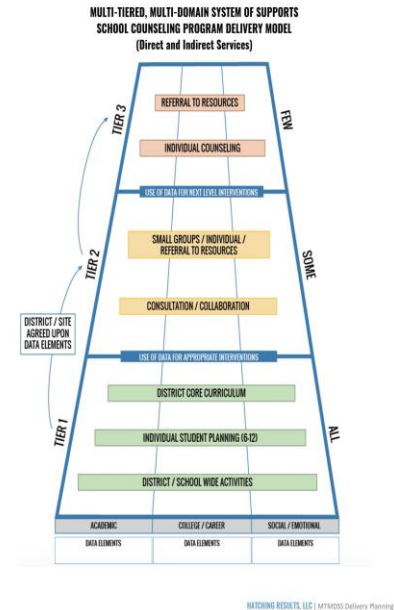 MULTI-TIERED, MULTI-DOMAIN SYSTEM OF SUPPORTS
SCHOOL COUNSELING PROGRAM DELIVERY MODEL
(Direct and Indirect Services)
TIER 3
REFERRAL TO RESOURCES
FEW
INDIVIDUAL COUNSELING
USE OF DATA FOR NEXT LEVEL INTERVENTIONS
TIER 2
SMALL GROUPS / INDIVIDUAL /
REFERRAL TO RESOURCES
SOME
CONSULTATION / COLLABORATION
DISTRICT / SITE
AGREED UPON
DATA ELEMENTS
USE OF DATA FOR APPROPRIATE INTERVENTIONS
TIER 1
DISTRICT CORE CURRICULUM
INDIVIDUAL STUDENT PLANNING (6-12)
ALL
DISTRICT / SCHOOL WIDE ACTIVITIES
ACADEMIC COLLEGE / CAREER SOCIAL / EMOTIONAL
DATA ELEMENTS DATA ELEMENTS DATA ELEMENTS
HATCHING RESULTS, LLC | MTMDSS Delivery Planning